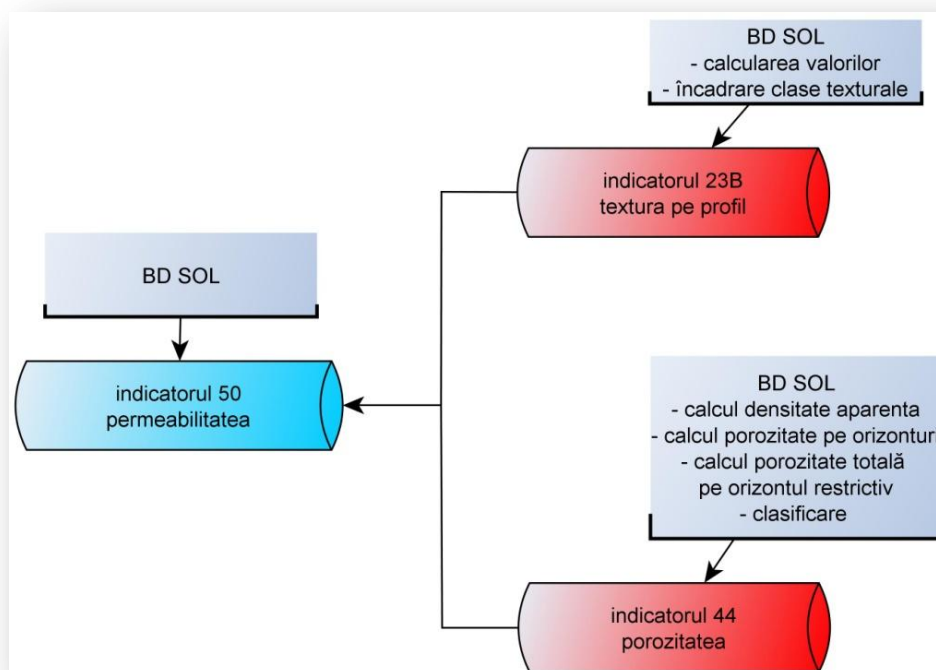 BD SOL
- calcularea valorilor
- încadrare clase texturale
indicatorul 23B
textura pe profil
BD SOL
indicatorul 50
permeabilitatea
BD SOL
- calcul densitate aparenta
- calcul porozitate pe orizontur
- calcul porozitate totală
pe orizontul restrictiv
- clasificare
indicatorul 44
porozitatea